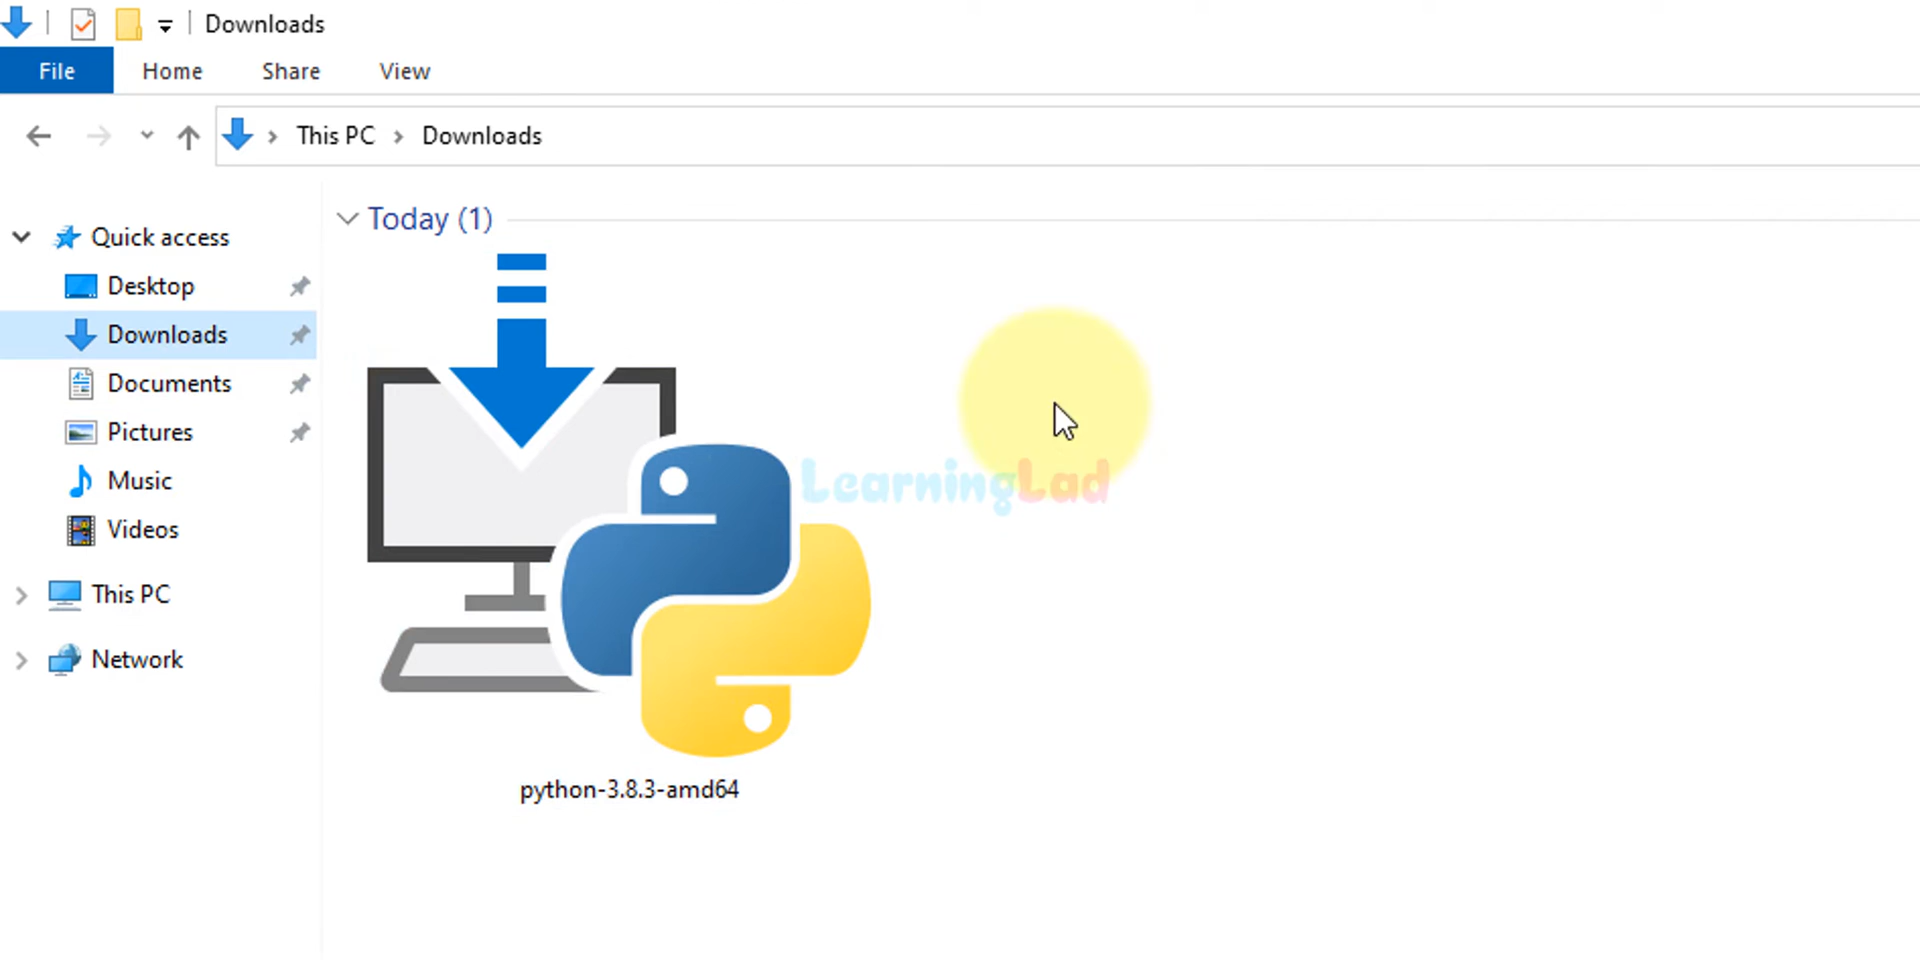 Downloads
File Home Share View
This PC Downloads
Today (1)
Quick access
Desktop
Downloads
Documents
Pictures
Music
Videos
This PC
Network
LearningLad
python-3.8.3-amd64